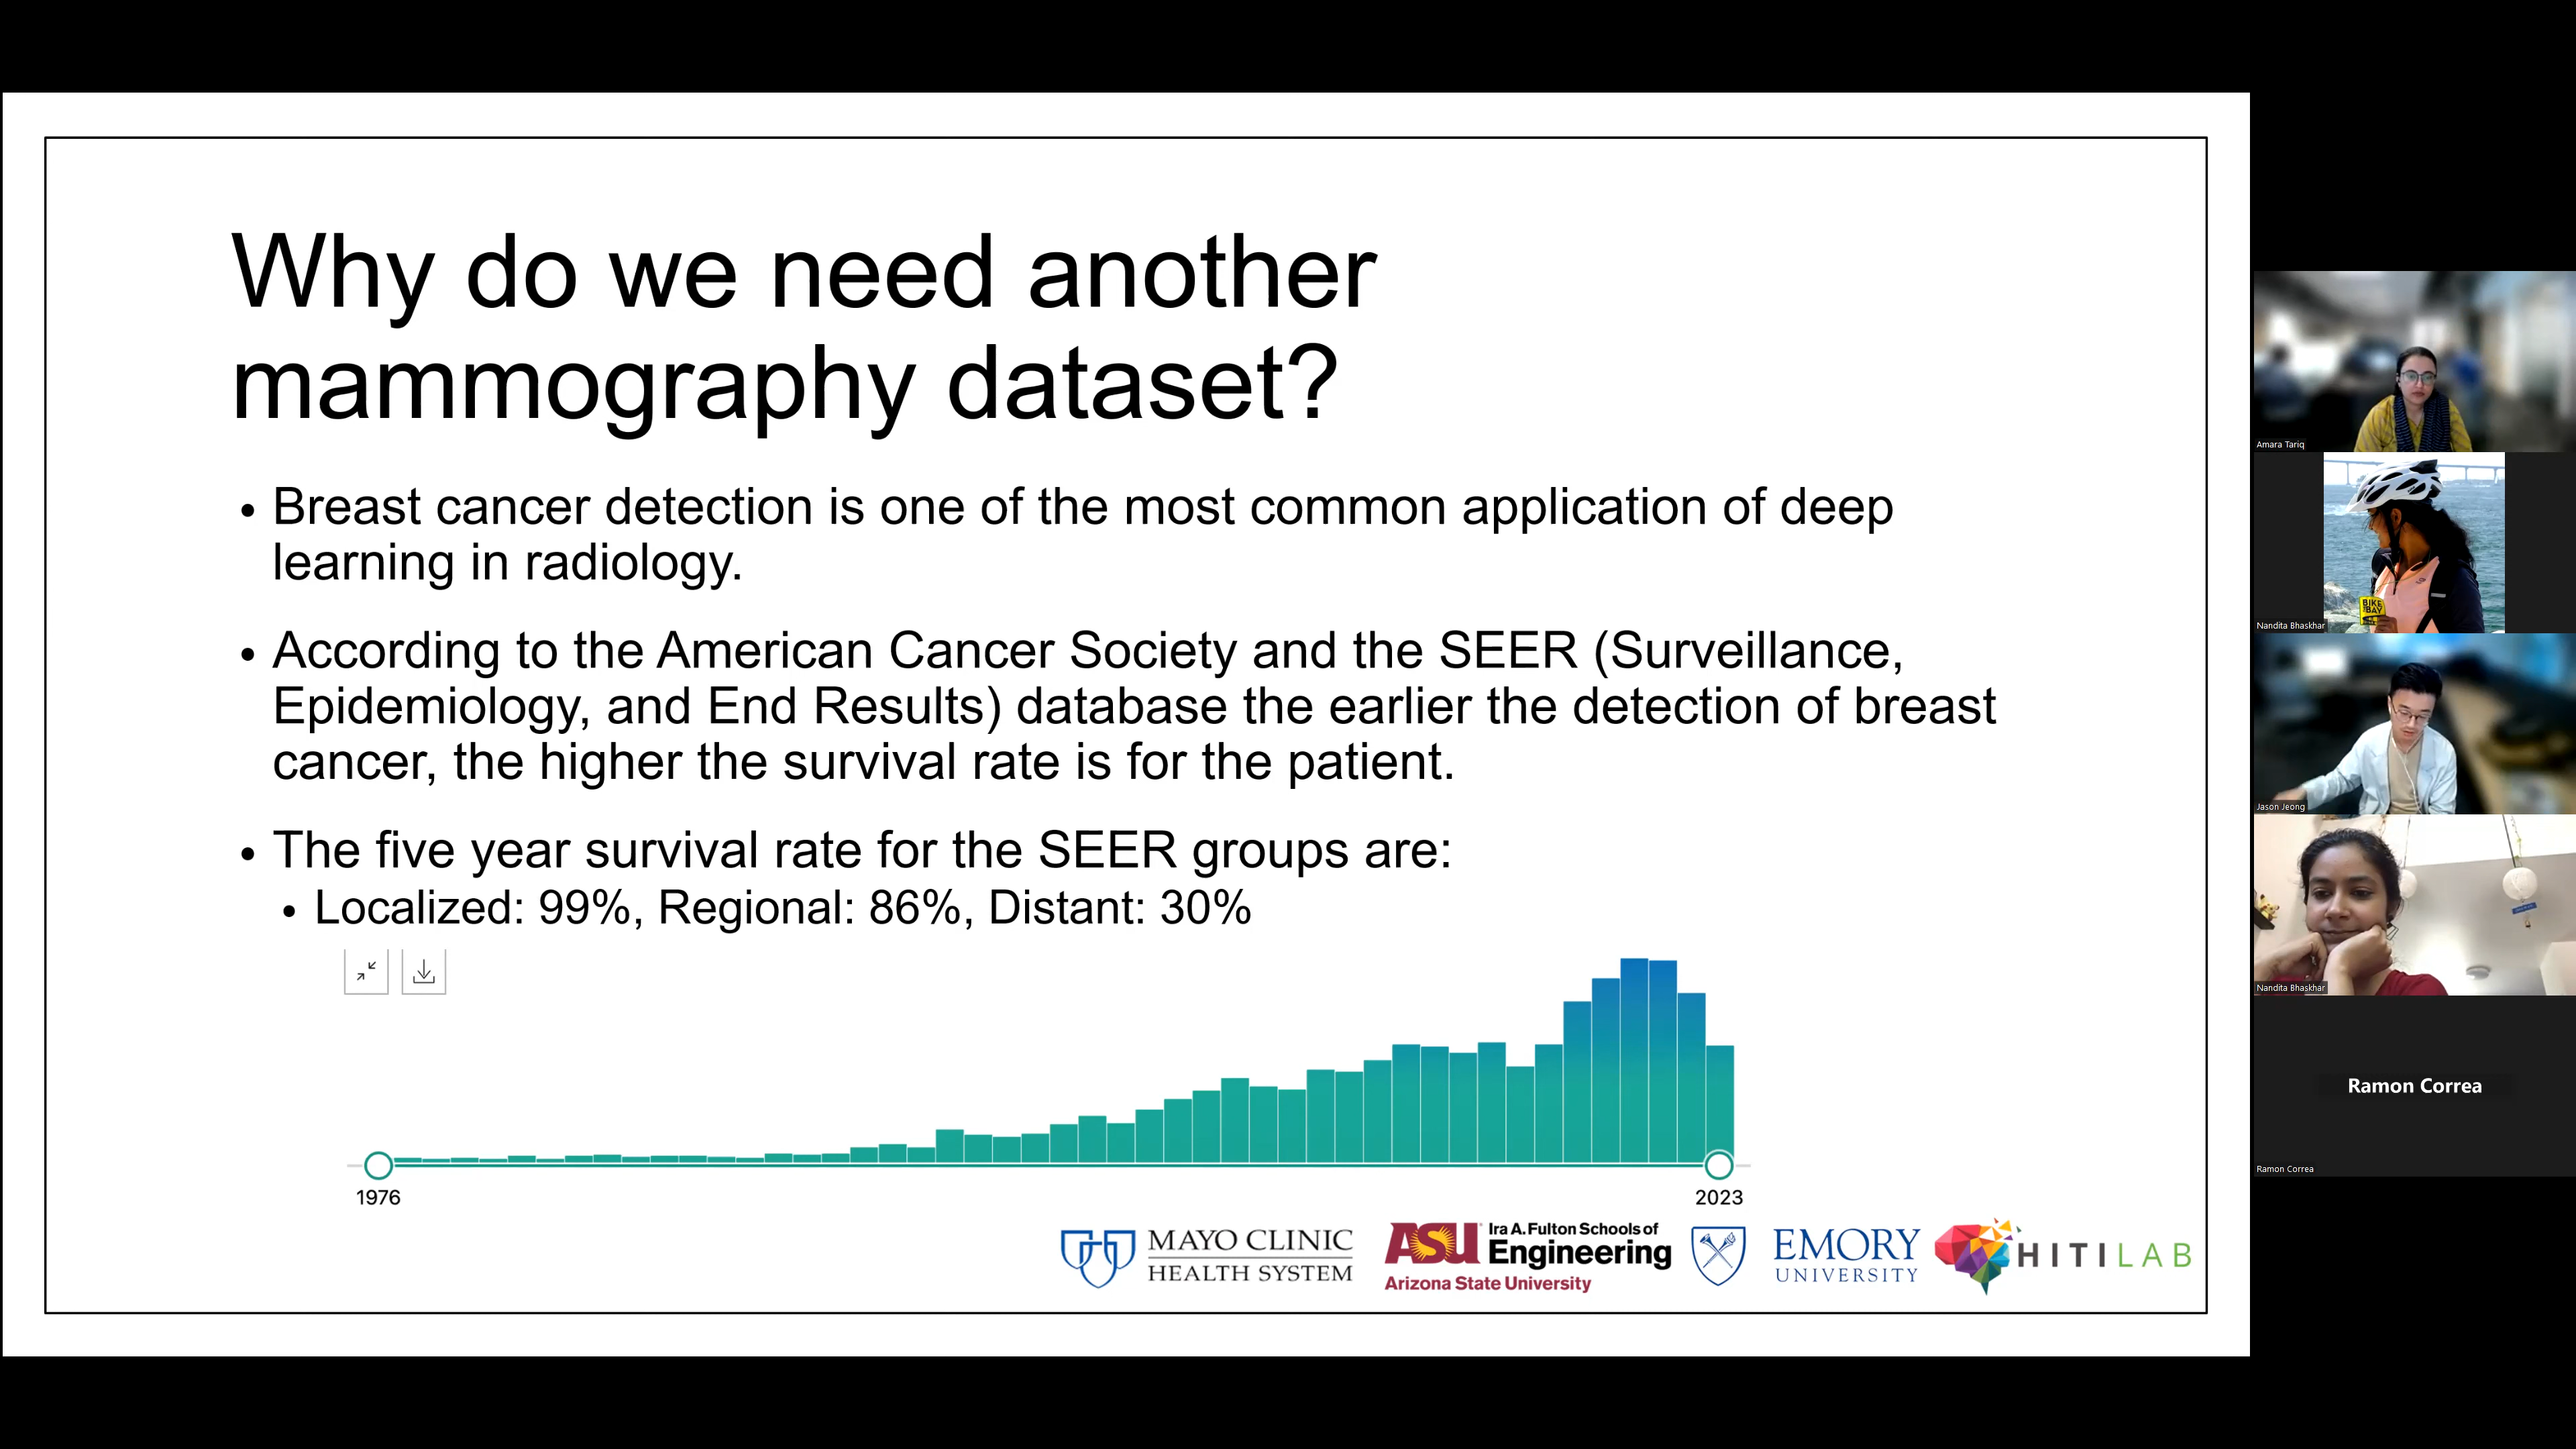 Why do we need another
mammography dataset?
• Breast cancer detection is one of the most common application of deep
learning in radiology.
• According to the American Cancer Society and the SEER (Surveillance,
Epidemiology, and End Results) database the earlier the detection of breast
cancer, the higher the survival rate is for the patient.
• The five year survival rate for the SEER groups are:
• Localized: 99%, Regional: 86%, Distant: 30%
1976
2023
MAYO CLINIC
HEALTH SYSTEM
ASU
Ira A. Fulton Schools of
Engineering
Arizona State University
EMORY
UNIVERSITY
HITILAB
Amara Tariq
BIKE
BAY
Nandita Bhaskhar
Jason Jeong
Nandita Bhaskhar
Ramon Correa
Ramon Correa